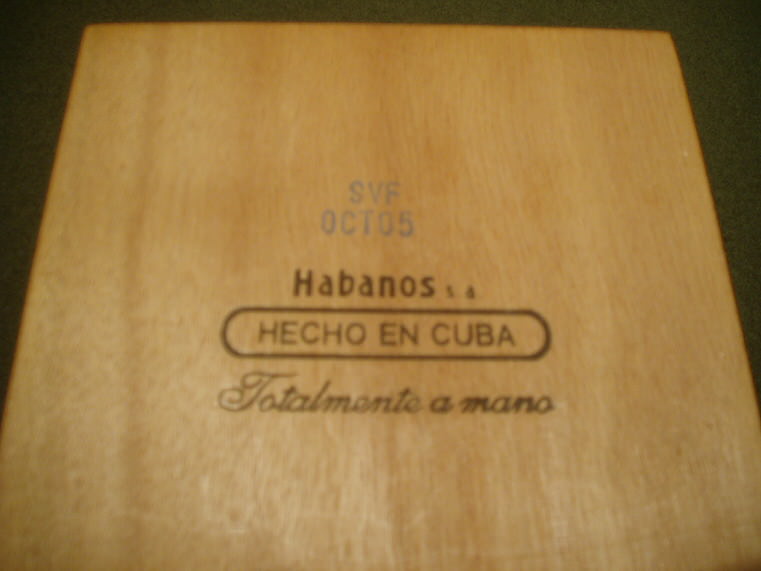 SVF
OCT05
Habanos s.a.
HECHO EN CUBA
Totalmente a mano